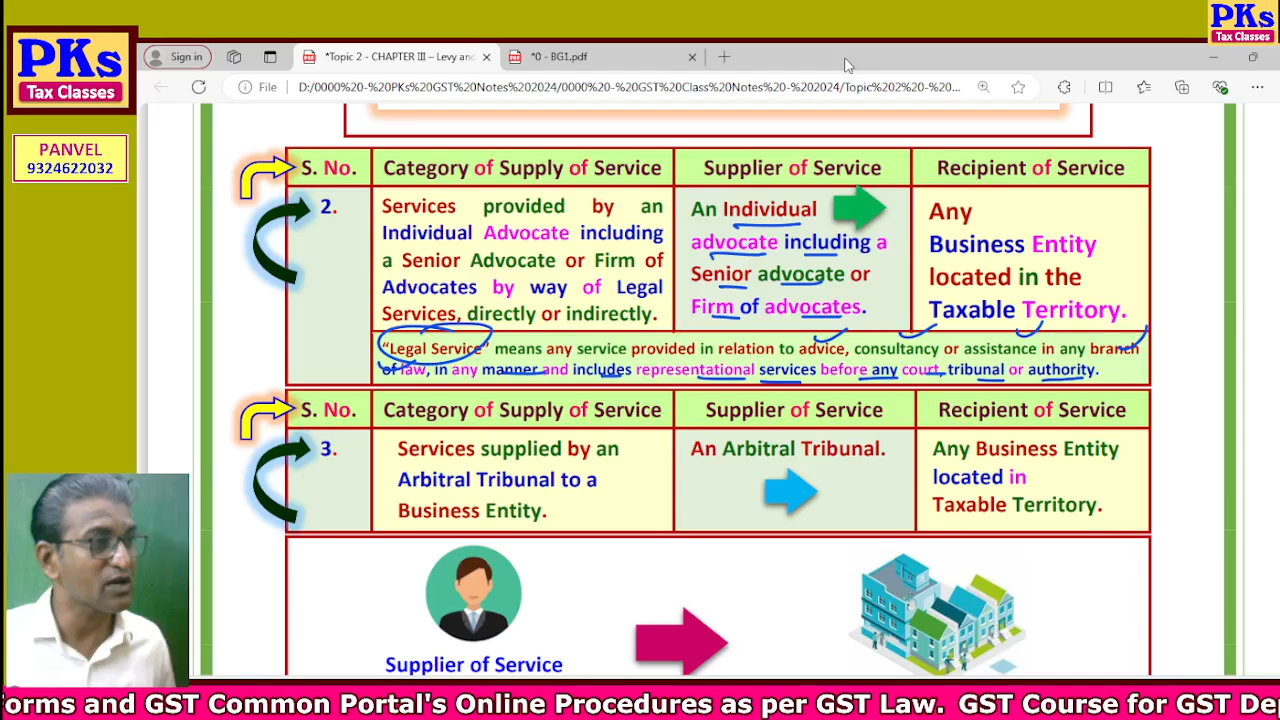 PKs
Tax Classes
PKs
Tax Classes
PANVEL
9324622032
Sign in
*Topic 2 - CHAPTER III – Levy and
*0 - BG1.pdf
File
D:/0000%20-%20PKs%20GST%20Notes%202024/0000%20-%20GST%20Class%20Notes%20-%202024/Topic%202%20-%20...
S. No.
Category of Supply of Service
Supplier of Service
Recipient of Service
2.
Services provided by an
Individual Advocate including
a Senior Advocate or Firm of
Advocates by way of Legal
Services, directly or indirectly.
An Individual
advocate including a
Senior advocate or
Firm of advocates.
Any
Business Entity
located in the
Taxable Territory.
“Legal Service” means any service provided in relation to advice, consultancy or assistance in any branch
of law, in any manner and includes representational services before any court, tribunal or authority.
S. No.
Category of Supply of Service
Supplier of Service
Recipient of Service
3.
Services supplied by an
Arbitral Tribunal to a
Business Entity.
An Arbitral Tribunal.
Any Business Entity
located in
Taxable Territory.
Supplier of Service
orms and GST Common Portal's Online Procedures as per GST Law. GST Course for GST De